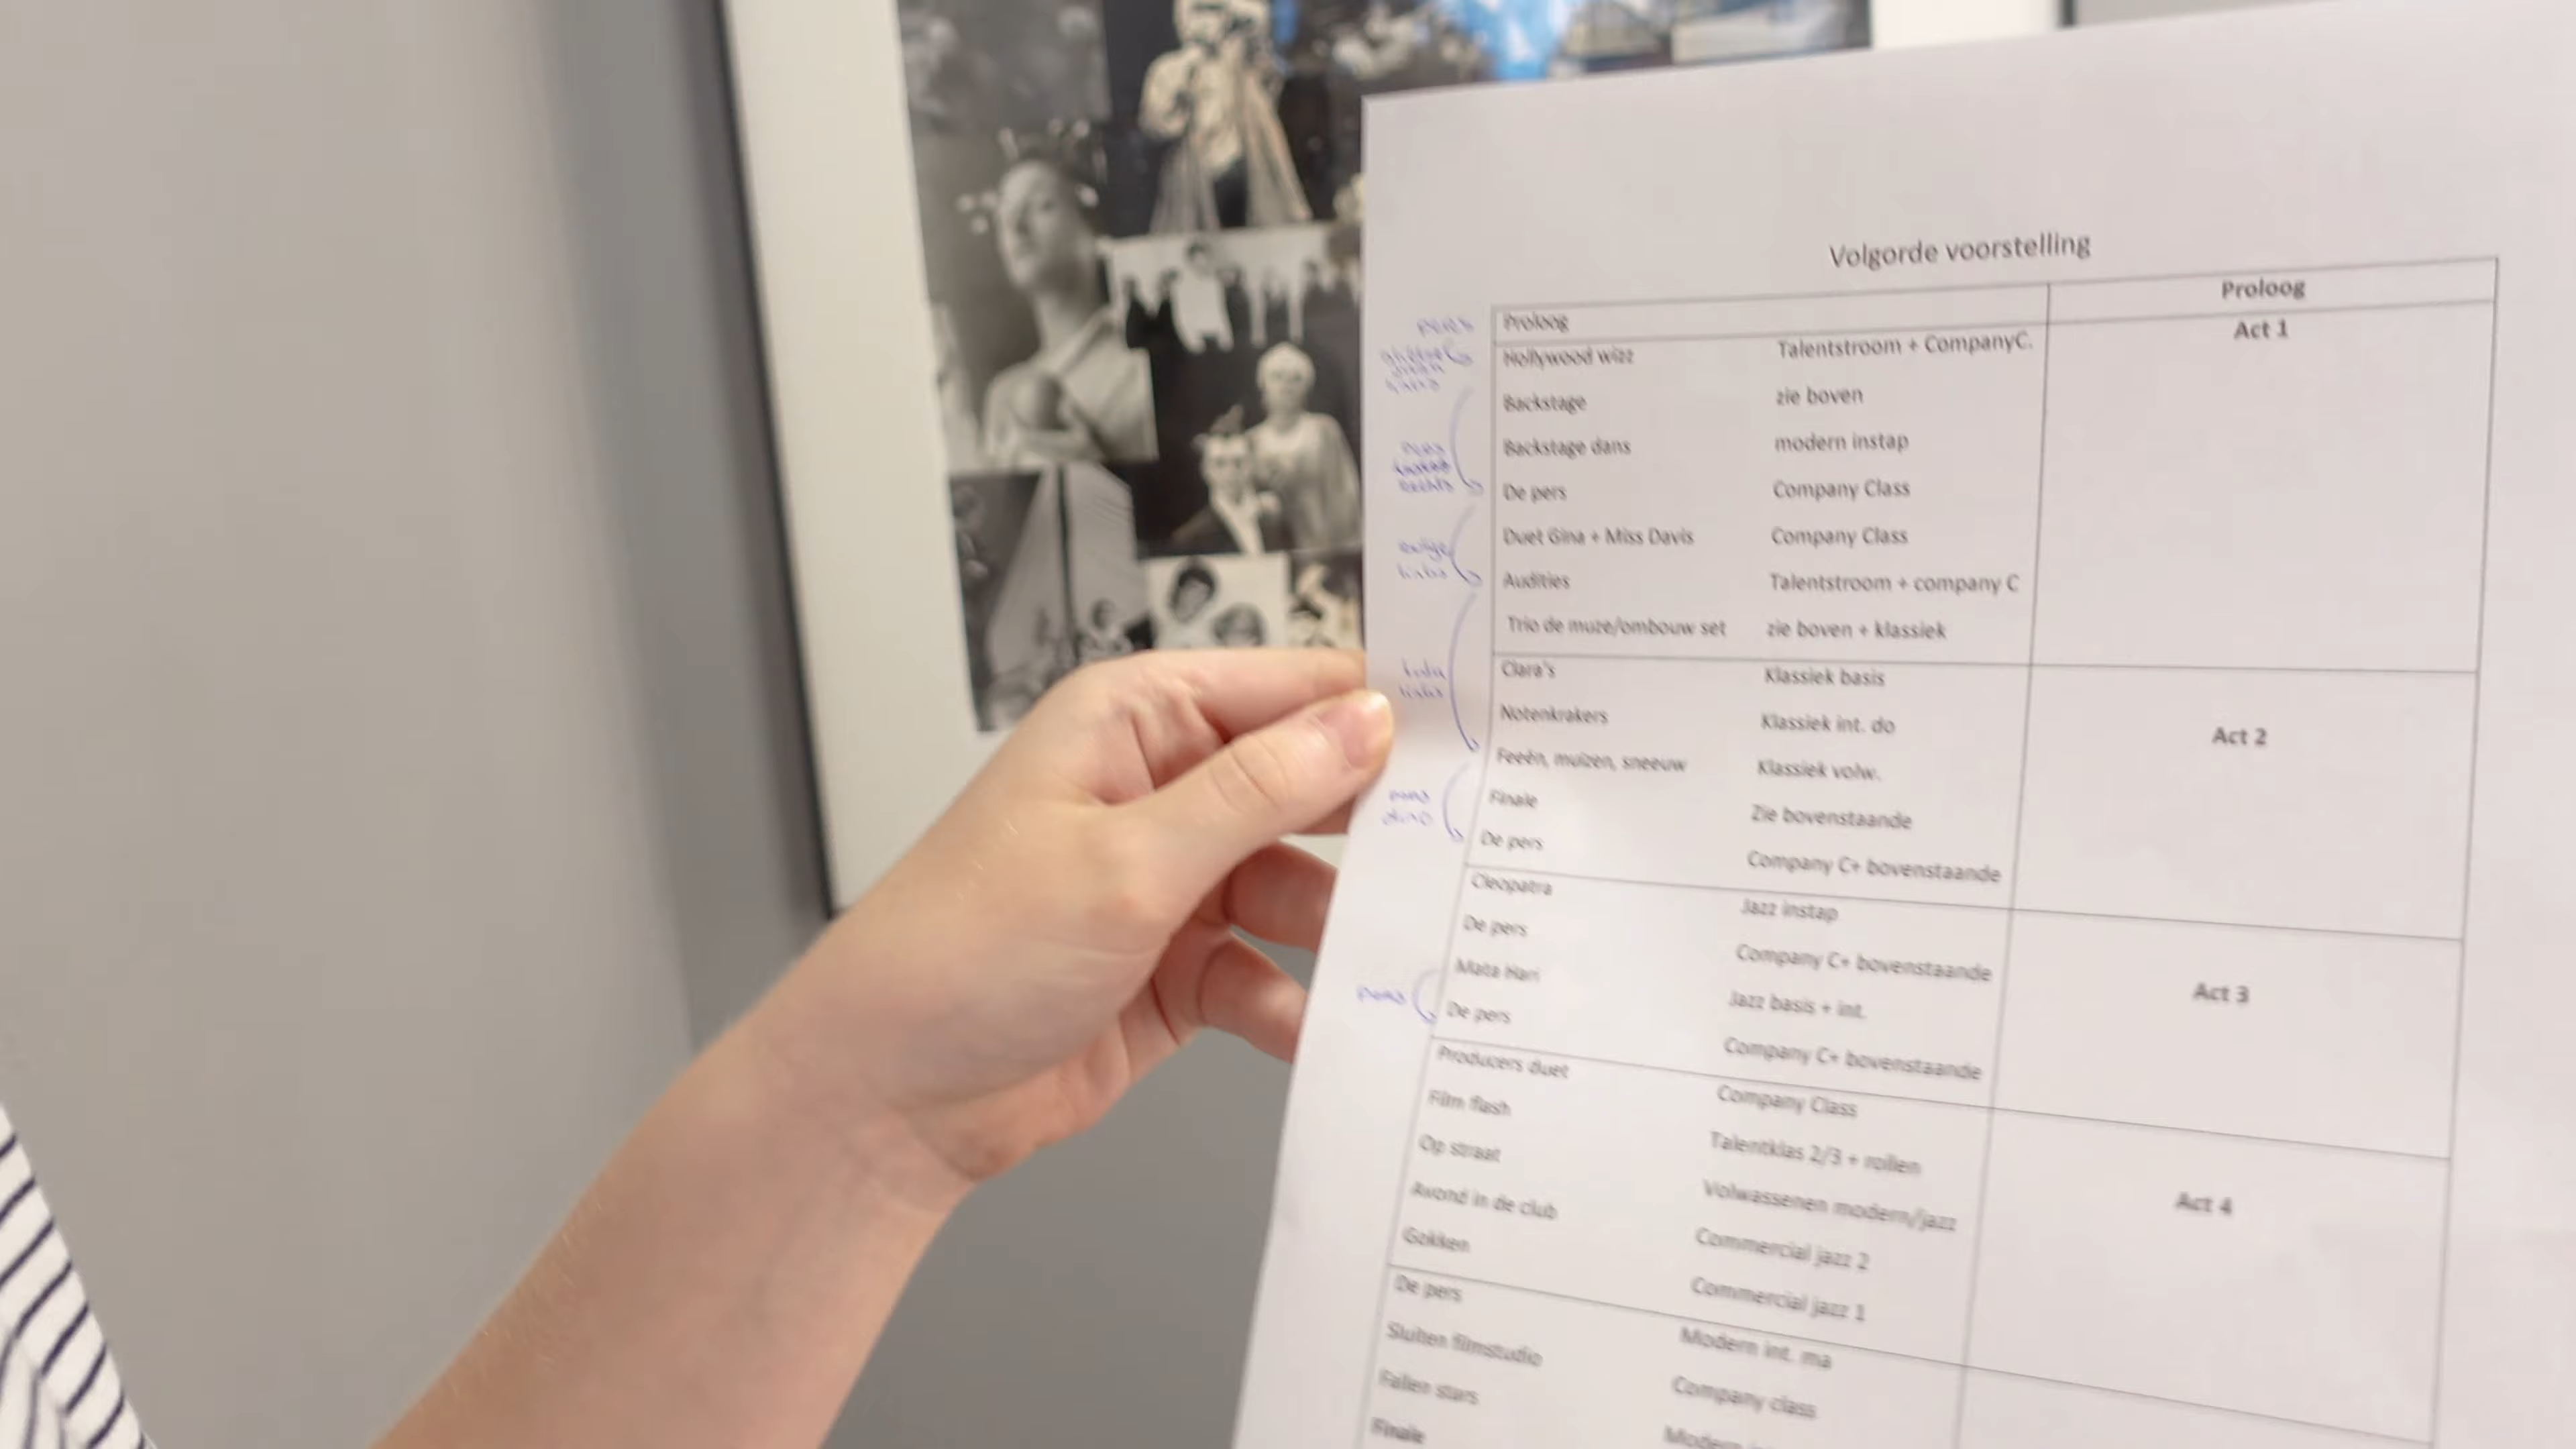 Volgorde voorstelling
Proloog Proloog
Hollywood wizz Talentstroom + CompanyC. Act 1
Backstage zie boven
Backstage dans modern instap
De pers Company Class
Duet Gina + Miss Davis Company Class
Audities Talentstroom + company C
Trio de muze/ombouw set zie boven + klassiek
Clara's Klassiek basis
Notenkrakers Klassiek int. do Act 2
Feeën, muizen, sneeuw Klassiek volw.
Finale Zie bovenstaande
De pers Company C+ bovenstaande
Cleopatra Jazz instap
De pers Company C+ bovenstaande
Mata Hari Jazz basis + int. Act 3
De pers Company C+ bovenstaande
Producers duet Company Class
Film flash Talentklas 2/3 + rollen
Op straat Volwassenen modern/jazz Act 4
Avond in de club Commercial jazz 2
Gokken Commercial jazz 1
De pers Modern int. ma
Sluiten filmstudio Company class
Fallen stars
Finale